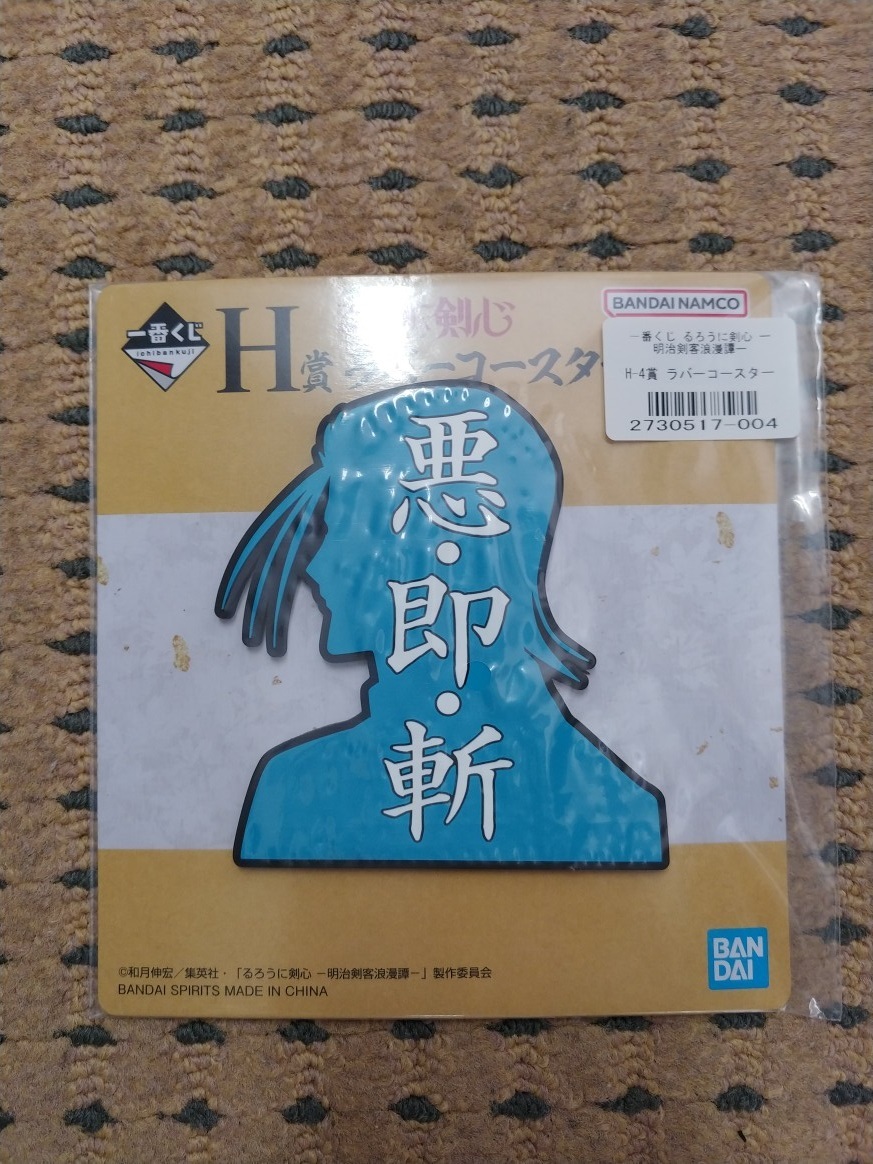 一番くじ
ichibankuji
H賞
剣心
ーコースター
BANDAI NAMCO
一番くじ るろうに剣心 ー
明治剣客浪漫譚ー
H-4賞 ラバーコースター
2730517-004
悪・即・斬
©和月伸宏／集英社・「るろうに剣心 －明治剣客浪漫譚－」製作委員会
BANDAI SPIRITS MADE IN CHINA
BAN
DAI